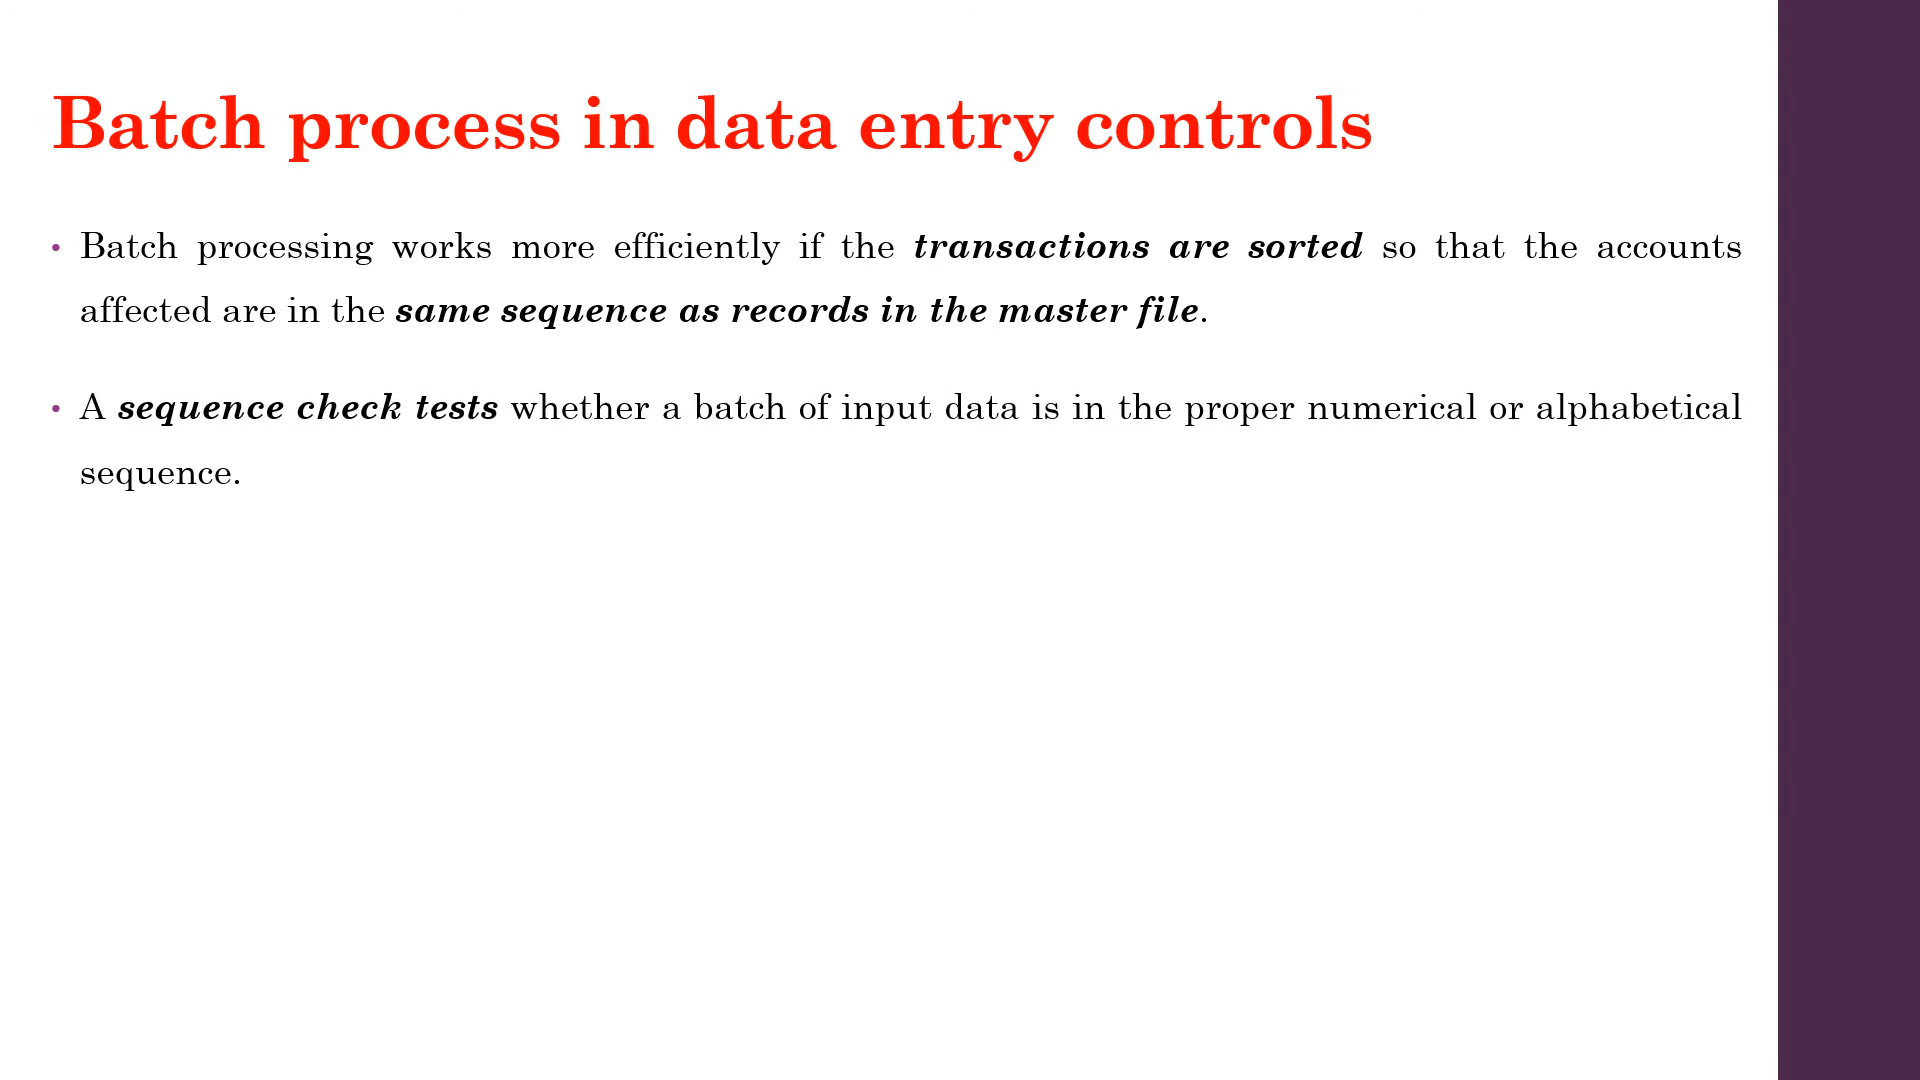 Batch process in data entry controls
• Batch processing works more efficiently if the transactions are sorted so that the accounts
affected are in the same sequence as records in the master file.
• A sequence check tests whether a batch of input data is in the proper numerical or alphabetical
sequence.